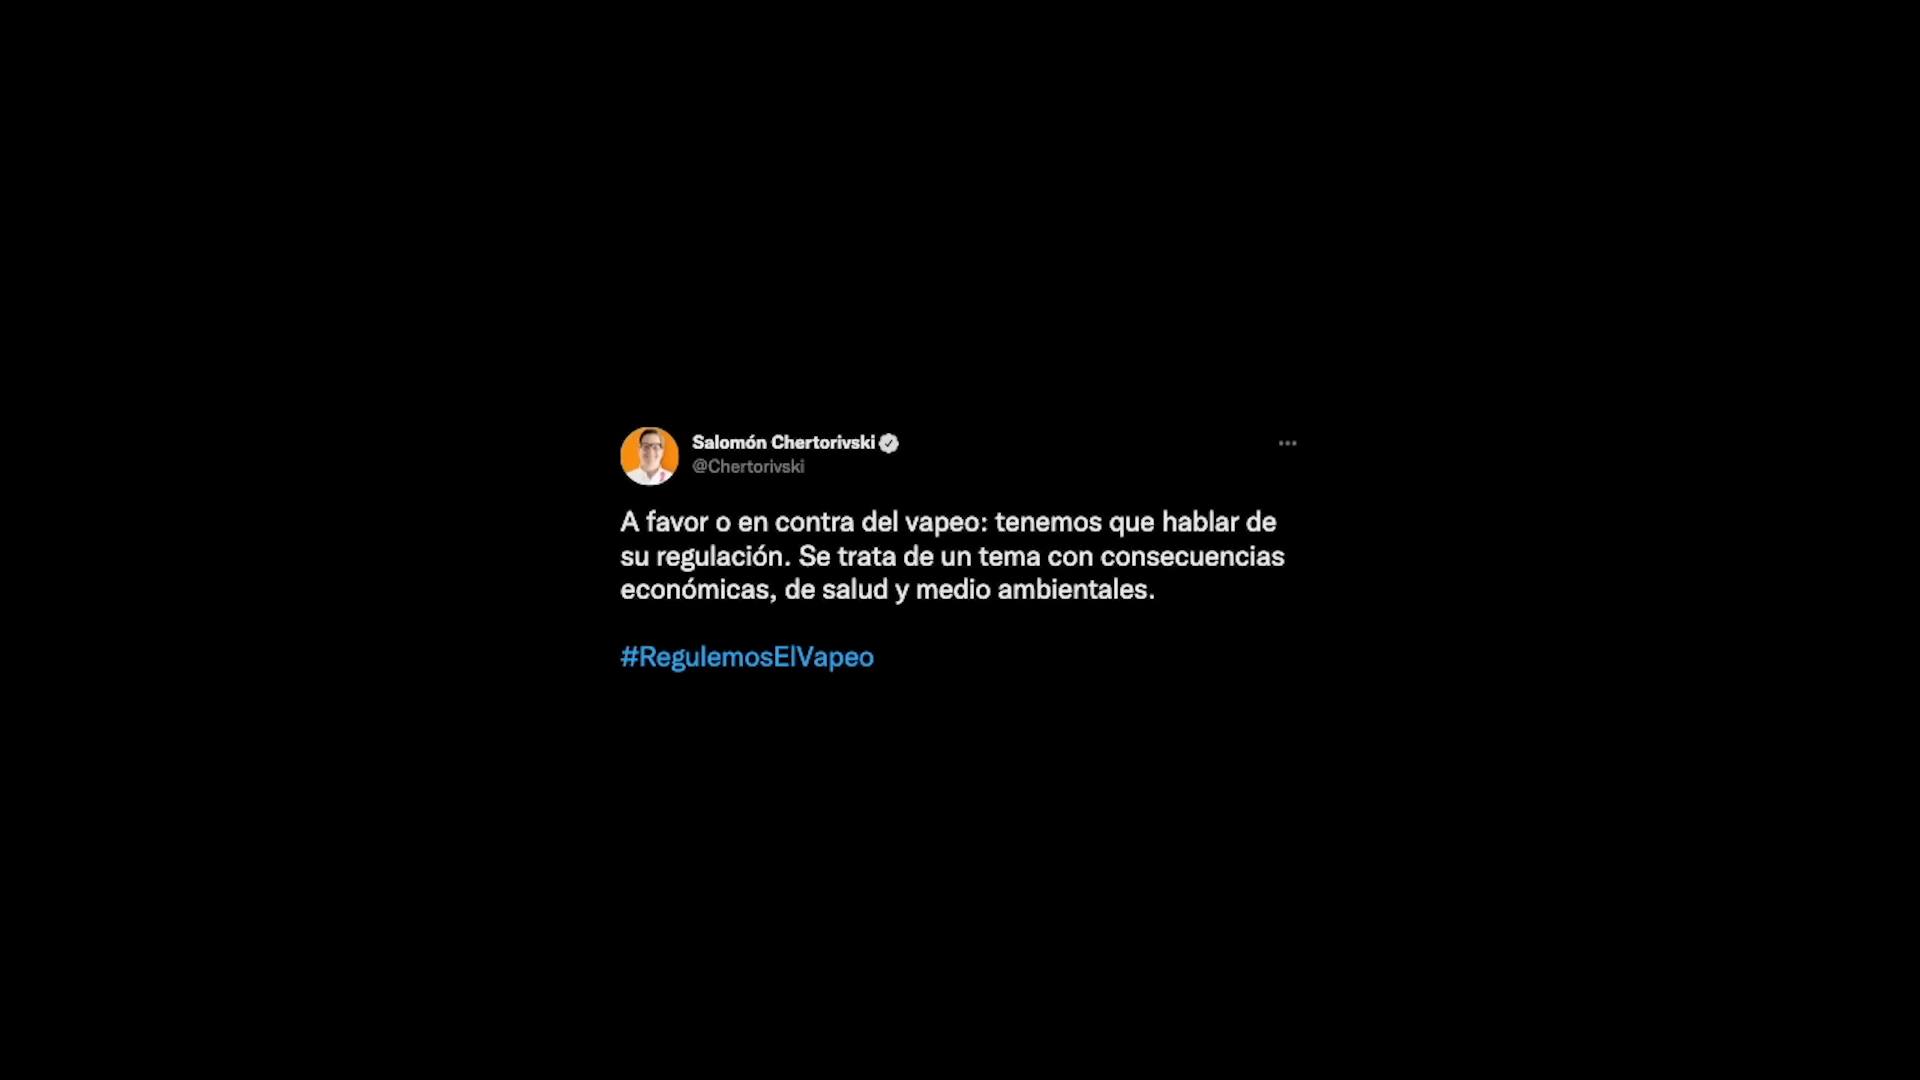 Salomón Chertorivski
@Chertorivski
A favor o en contra del vapeo: tenemos que hablar de
su regulación. Se trata de un tema con consecuencias
económicas, de salud y medio ambientales.
#RegulemosElVapeo